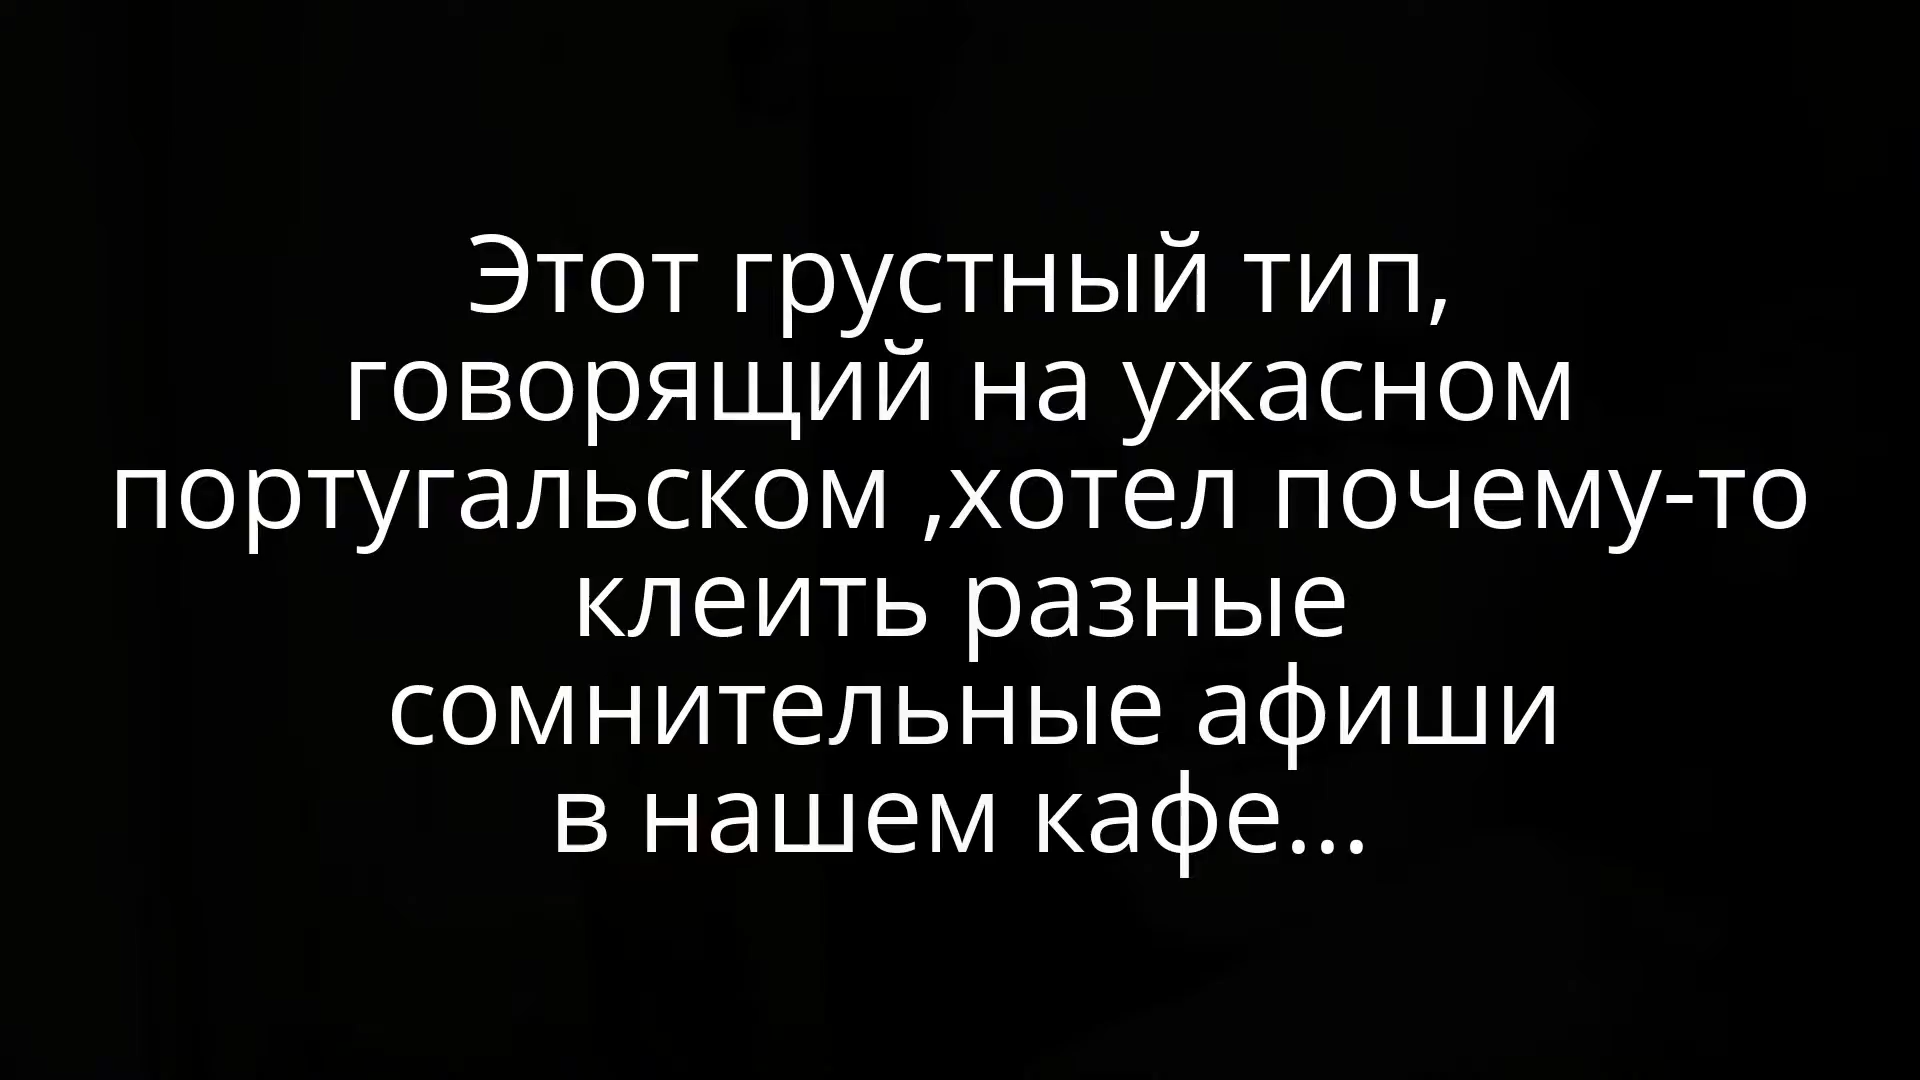 Этот грустный тип,
говорящий на ужасном
португальском ,хотел почему-то
клеить разные
сомнительные афиши
в нашем кафе...